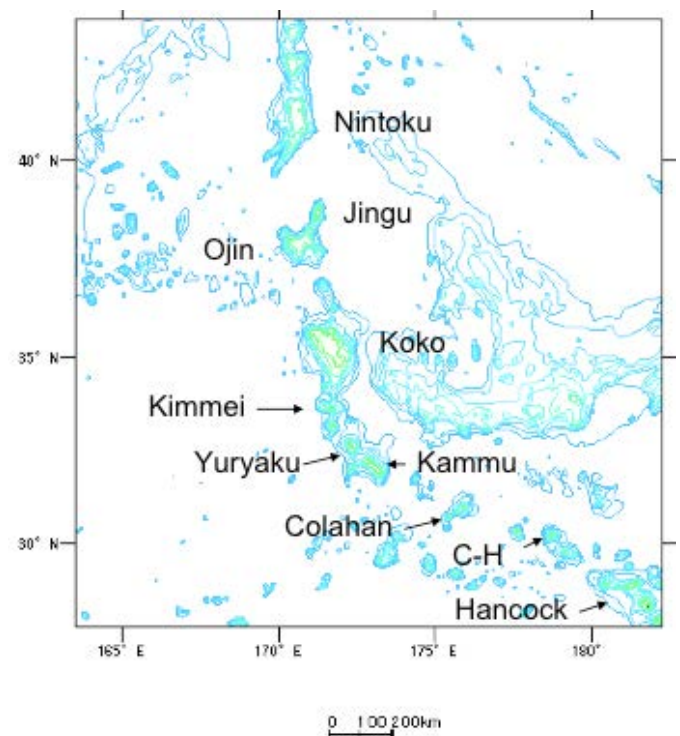 Nintoku
40° N
Jingu
Ojin
Koko
35° N
Kimmei
Yuryaku
Kammu
Colahan
30° N
C-H
Hancock
165° E
170° E
175° E
180°
0 100 200km